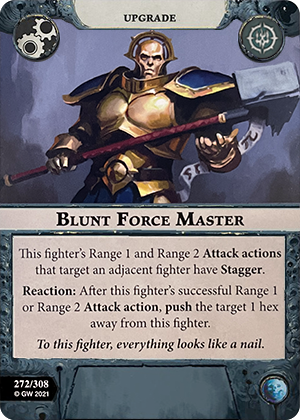 UPGRADE
BLUNT FORCE MASTER
This fighter's Range 1 and Range 2 Attack actions
that target an adjacent fighter have Stagger.
Reaction: After this fighter's successful Range 1
or Range 2 Attack action, push the target 1 hex
away from this fighter.
To this fighter, everything looks like a nail.
272/308
© GW 2021